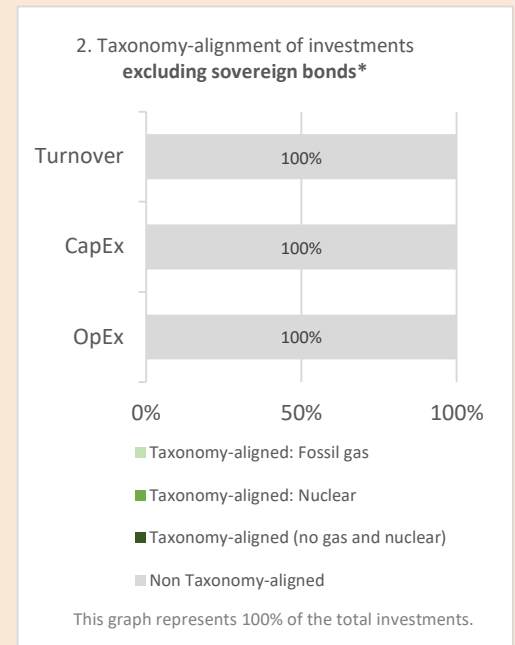 2. Taxonomy-alignment of investments
excluding sovereign bonds*
Turnover
100%
CapEx
100%
OpEx
100%
0% 50% 100%
Taxonomy-aligned: Fossil gas
Taxonomy-aligned: Nuclear
Taxonomy-aligned (no gas and nuclear)
Non Taxonomy-aligned
This graph represents 100% of the total investments.